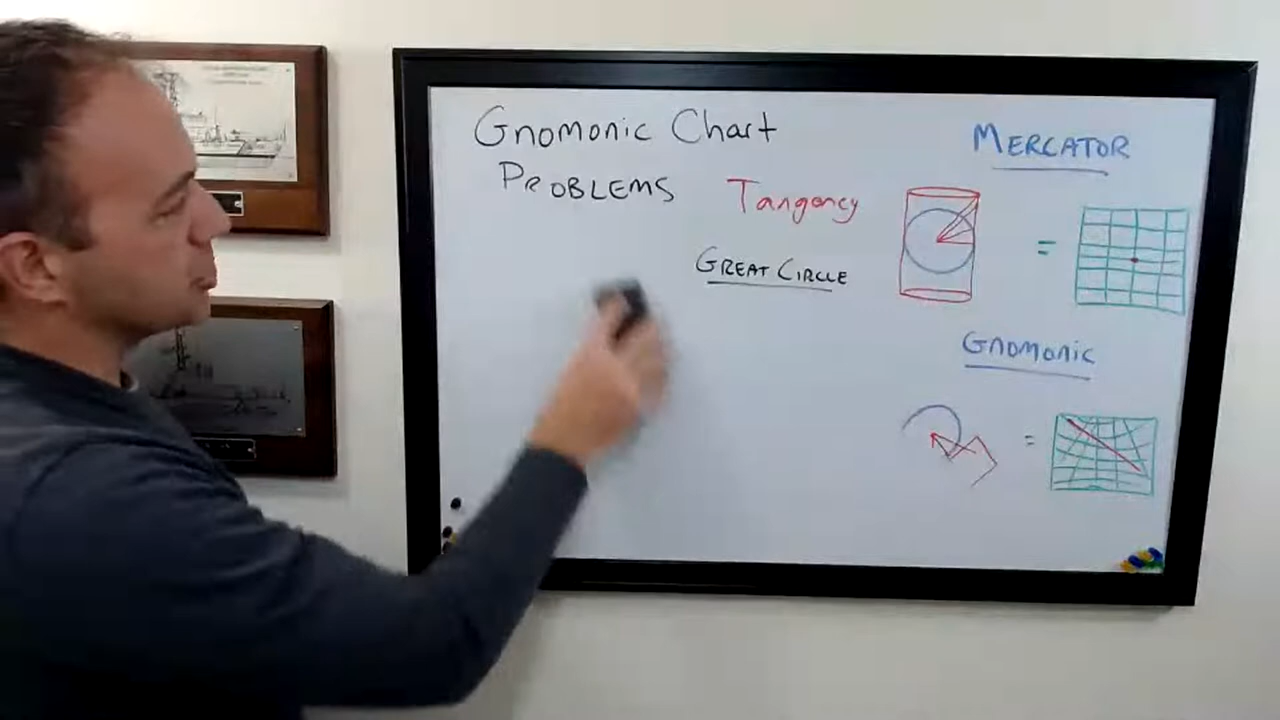 Gnomonic Chart
PROBLEMS
Tangency
GREAT CIRCLE
MERCATOR
=
GNOMONIC
=